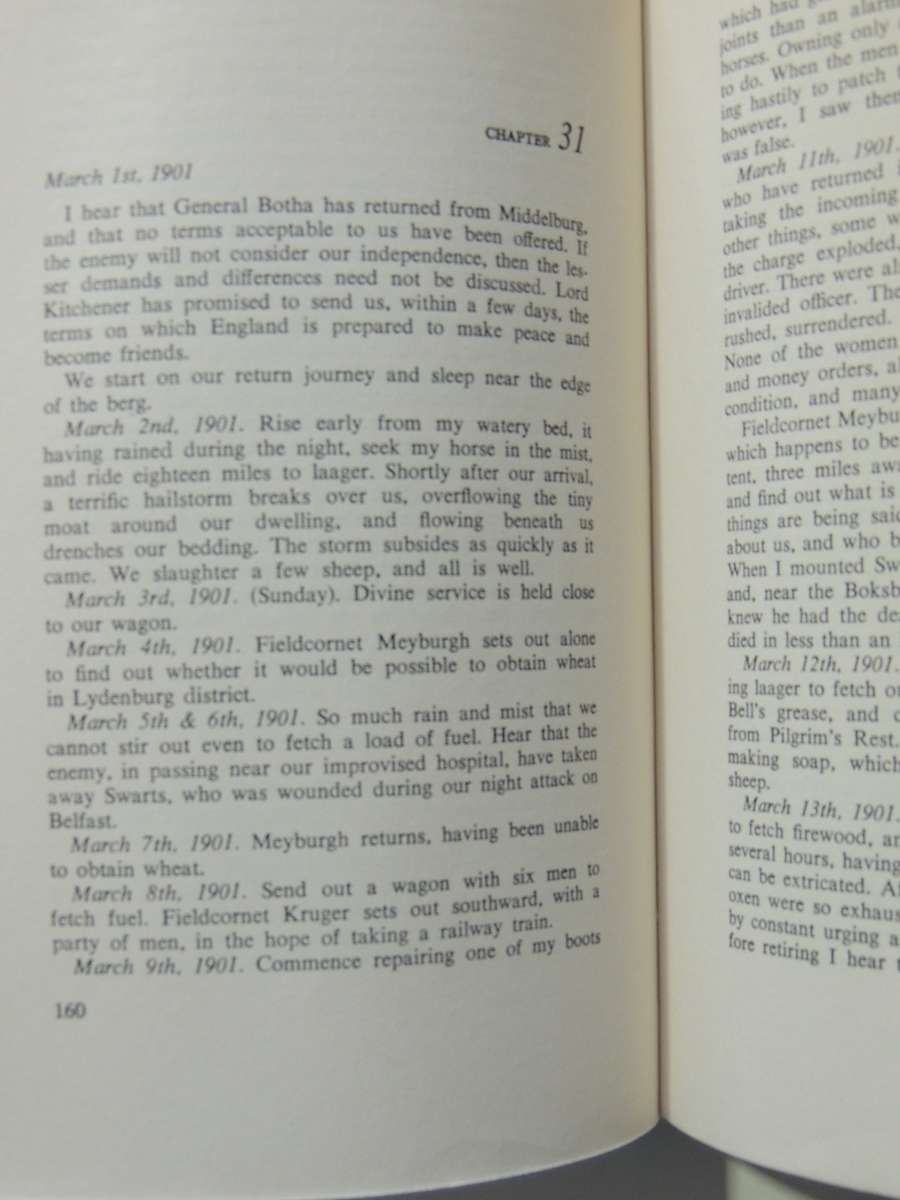 CHAPTER 31
March 1st, 1901
I hear that General Botha has returned from Middelburg,
and that no terms acceptable to us have been offered. If
the enemy will not consider our independence, then the les-
ser demands and differences need not be discussed. Lord
Kitchener has promised to send us, within a few days, the
terms on which England is prepared to make peace and
become friends.
We start on our return journey and sleep near the edge
of the berg.
March 2nd, 1901. Rise early from my watery bed, it
having rained during the night, seek my horse in the mist,
and ride eighteen miles to laager. Shortly after our arrival,
a terrific hailstorm breaks over us, overflowing the tiny
moat around our dwelling, and flowing beneath us
drenches our bedding. The storm subsides as quickly as it
came. We slaughter a few sheep, and all is well.
March 3rd, 1901. (Sunday). Divine service is held close
to our wagon.
March 4th, 1901. Fieldcornet Meyburgh sets out alone
to find out whether it would be possible to obtain wheat
in Lydenburg district.
March 5th & 6th, 1901. So much rain and mist that we
cannot stir out even to fetch a load of fuel. Hear that the
enemy, in passing near our improvised hospital, have taken
away Swarts, who was wounded during our night attack on
Belfast.
March 7th, 1901. Meyburgh returns, having been unable
to obtain wheat.
March 8th, 1901. Send out a wagon with six men to
fetch fuel. Fieldcornet Kruger sets out southward, with a
party of men, in the hope of taking a railway train.
March 9th, 1901. Commence repairing one of my boots
160
which had
joints than an alarm
horses. Owning only
to do. When the men
ing hastily to patch
however, I saw them
was false.
March 11th, 1901.
who have returned
taking the incoming
other things, some
the charge exploded,
driver. There were
invalided officer. The
rushed, surrendered.
None of the women
and money orders,
condition, and many
Fieldcornet Meybu
which happens to be
tent, three miles
and find out what is
things are being said
about us, and who
When I mounted Sw
and, near the Boksb
knew he had the
died in less than an
March 12th, 1901.
ing laager to fetch
Bell's grease, and
from Pilgrim's Rest.
making soap, which
sheep.
March 13th, 1901.
to fetch firewood,
several hours, having
can be extricated.
oxen were so exhaus
by constant urging
fore retiring I hear